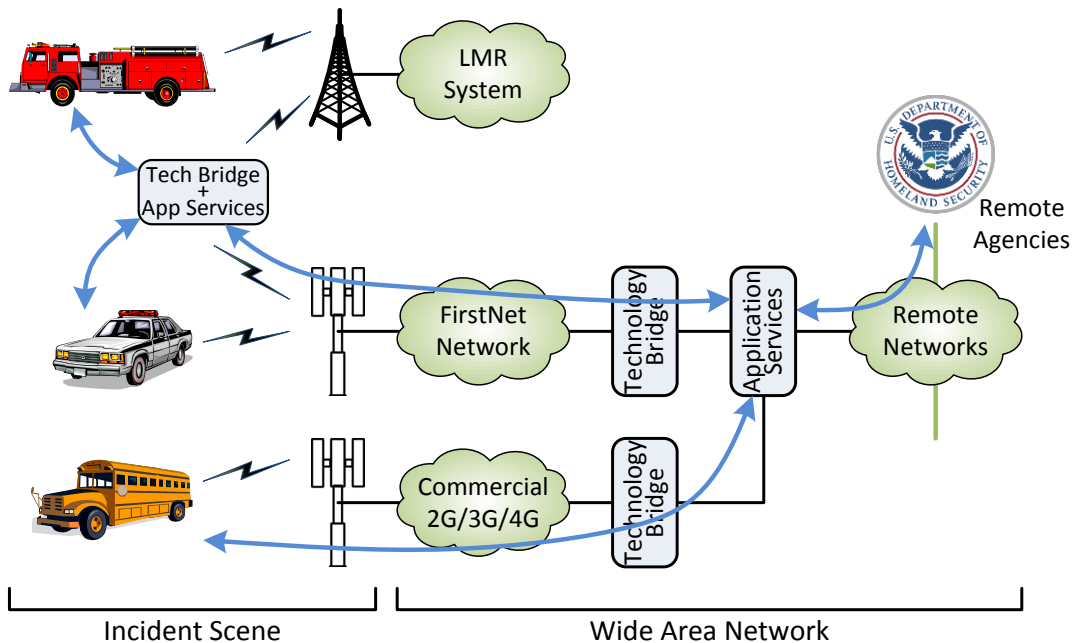 LMR
System
U.S. DEPARTMENT OF
HOMELAND SECURITY
Tech Bridge
+
App Services
Remote
Agencies
FirstNet
Network
Technology
Bridge
Application
Services
Remote
Networks
Commercial
2G/3G/4G
Technology
Bridge
Incident Scene
Wide Area Network